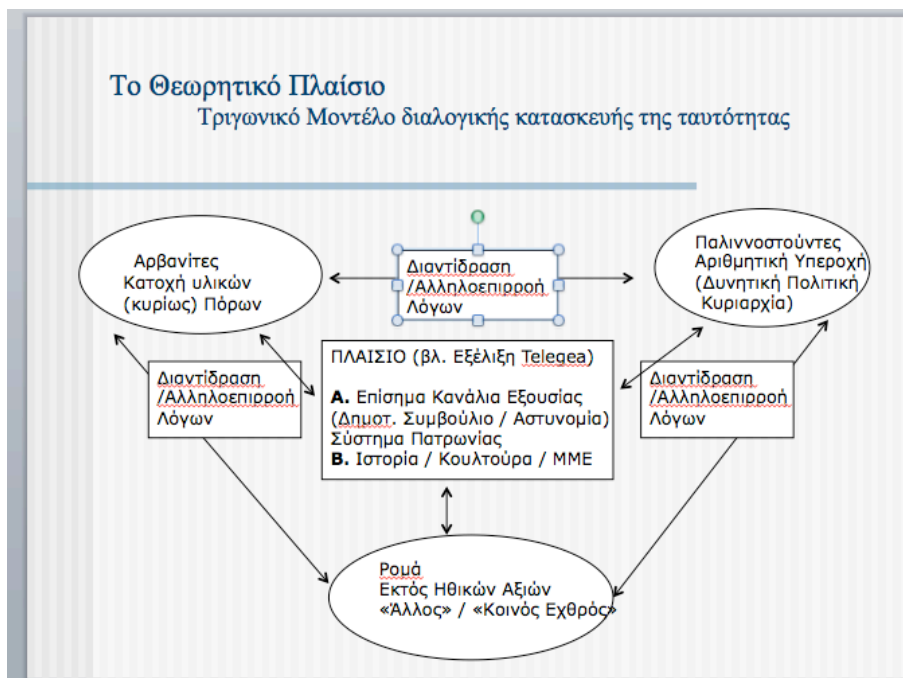 Το Θεωρητικό Πλαίσιο
Τριγωνικό Μοντέλο διαλογικής κατασκευής της ταυτότητας
Αρβανίτες
Κατοχή υλικών
(κυρίως) Πόρων
Διαντίδραση
/Αλληλοεπιρροή
Λόγων
Παλιννοστούντες
Αριθμητική Υπεροχή
(Δυνητική Πολιτική
Κυριαρχία)
Διαντίδραση
/Αλληλοεπιρροή
Λόγων
ΠΛΑΙΣΙΟ (βλ. Εξέλιξη Telegea)
Α. Επίσημα Κανάλια Εξουσίας
(Δημοτ. Συμβούλιο / Αστυνομία)
Σύστημα Πατρωνίας
Β. Ιστορία / Κουλτούρα / ΜΜΕ
Διαντίδραση
/Αλληλοεπιρροή
Λόγων
Ρομά
Εκτός Ηθικών Αξιών
«Άλλος» / «Κοινός Εχθρός»